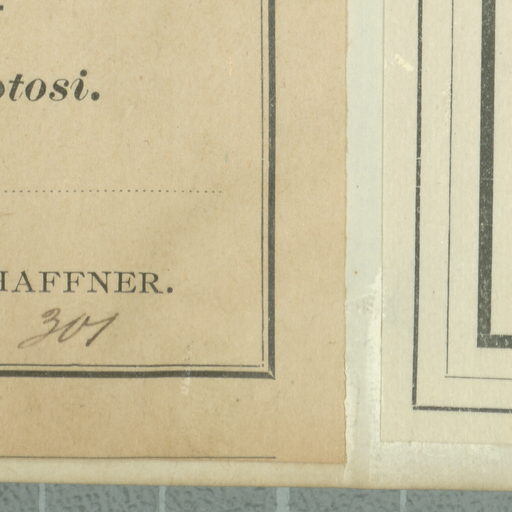 otosi.
HAFFNER.
301